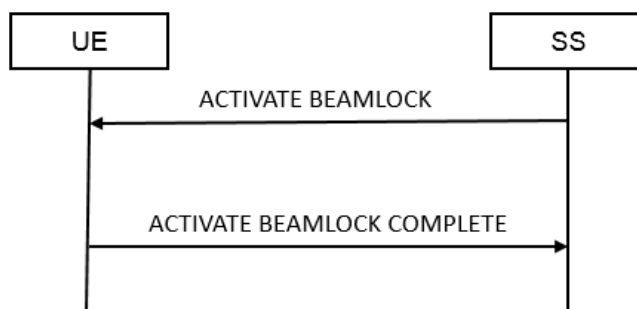 UE
SS
ACTIVATE BEAMLOCK
ACTIVATE BEAMLOCK COMPLETE